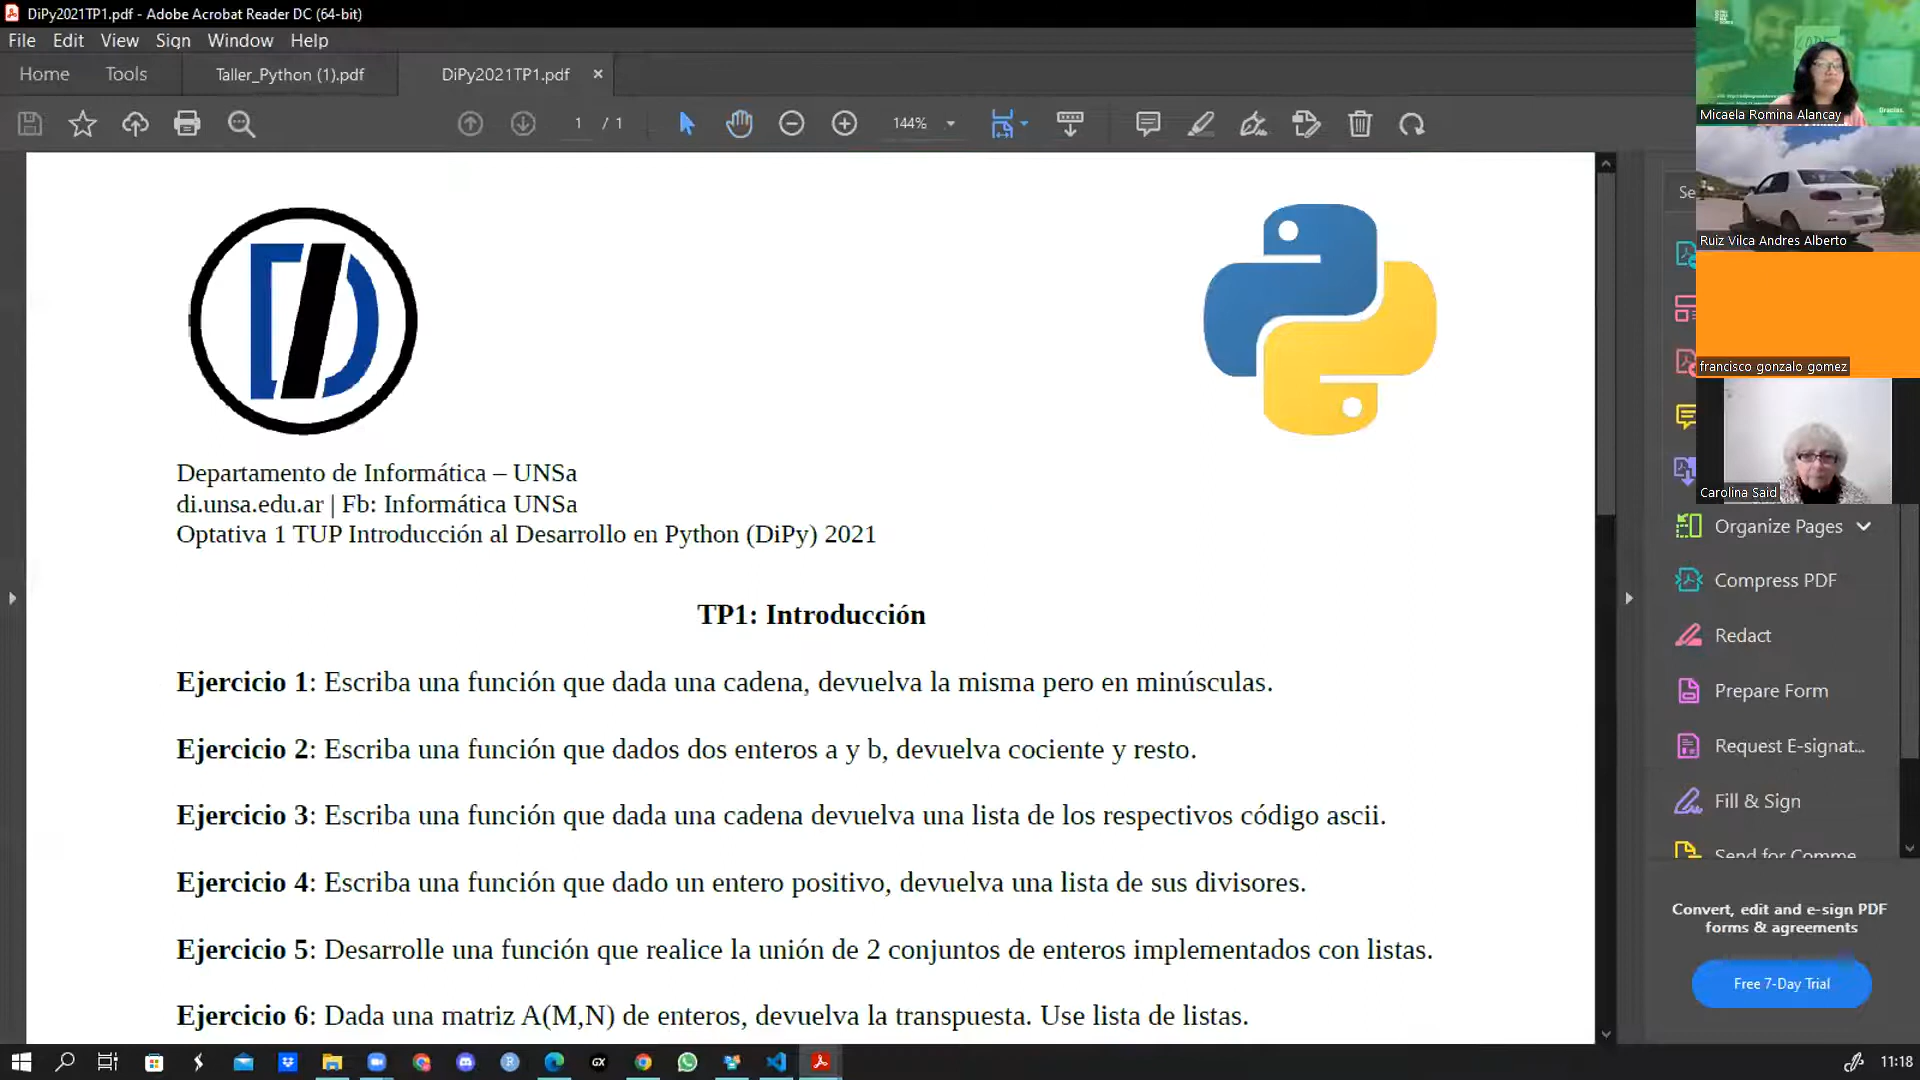 DiPy2021TP1.pdf - Adobe Acrobat Reader DC (64-bit)
File Edit View Sign Window Help
Home Tools Taller_Python (1).pdf DiPy2021TP1.pdf ×
1 / 1 144%
Departamento de Informática – UNSa
di.unsa.edu.ar | Fb: Informática UNSa
Optativa 1 TUP Introducción al Desarrollo en Python (DiPy) 2021
TP1: Introducción
Ejercicio 1: Escriba una función que dada una cadena, devuelva la misma pero en minúsculas.
Ejercicio 2: Escriba una función que dados dos enteros a y b, devuelva cociente y resto.
Ejercicio 3: Escriba una función que dada una cadena devuelva una lista de los respectivos código ascii.
Ejercicio 4: Escriba una función que dado un entero positivo, devuelva una lista de sus divisores.
Ejercicio 5: Desarrolle una función que realice la unión de 2 conjuntos de enteros implementados con listas.
Ejercicio 6: Dada una matriz A(M,N) de enteros, devuelva la transpuesta. Use lista de listas.
Gracias.
Micaela Romina Alancay
Ruiz Vilca Andres Alberto
francisco gonzalo gomez
Carolina Said
Se
Organize Pages
Compress PDF
Redact
Prepare Form
Request E-signat...
Fill & Sign
Send for Comme
Convert, edit and e-sign PDF
forms & agreements
Free 7-Day Trial
GX
11:18